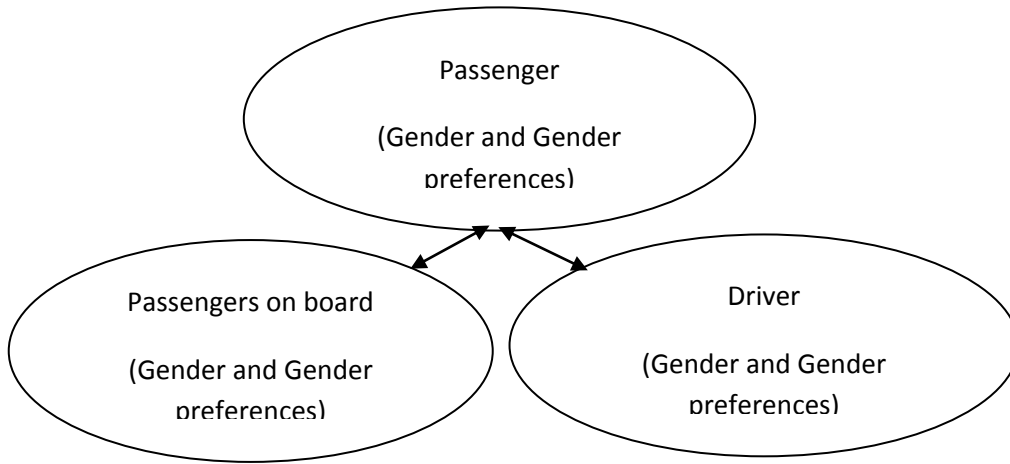 Passenger
(Gender and Gender
preferences)
Passengers on board
(Gender and Gender
preferences)
Driver
(Gender and Gender
preferences)